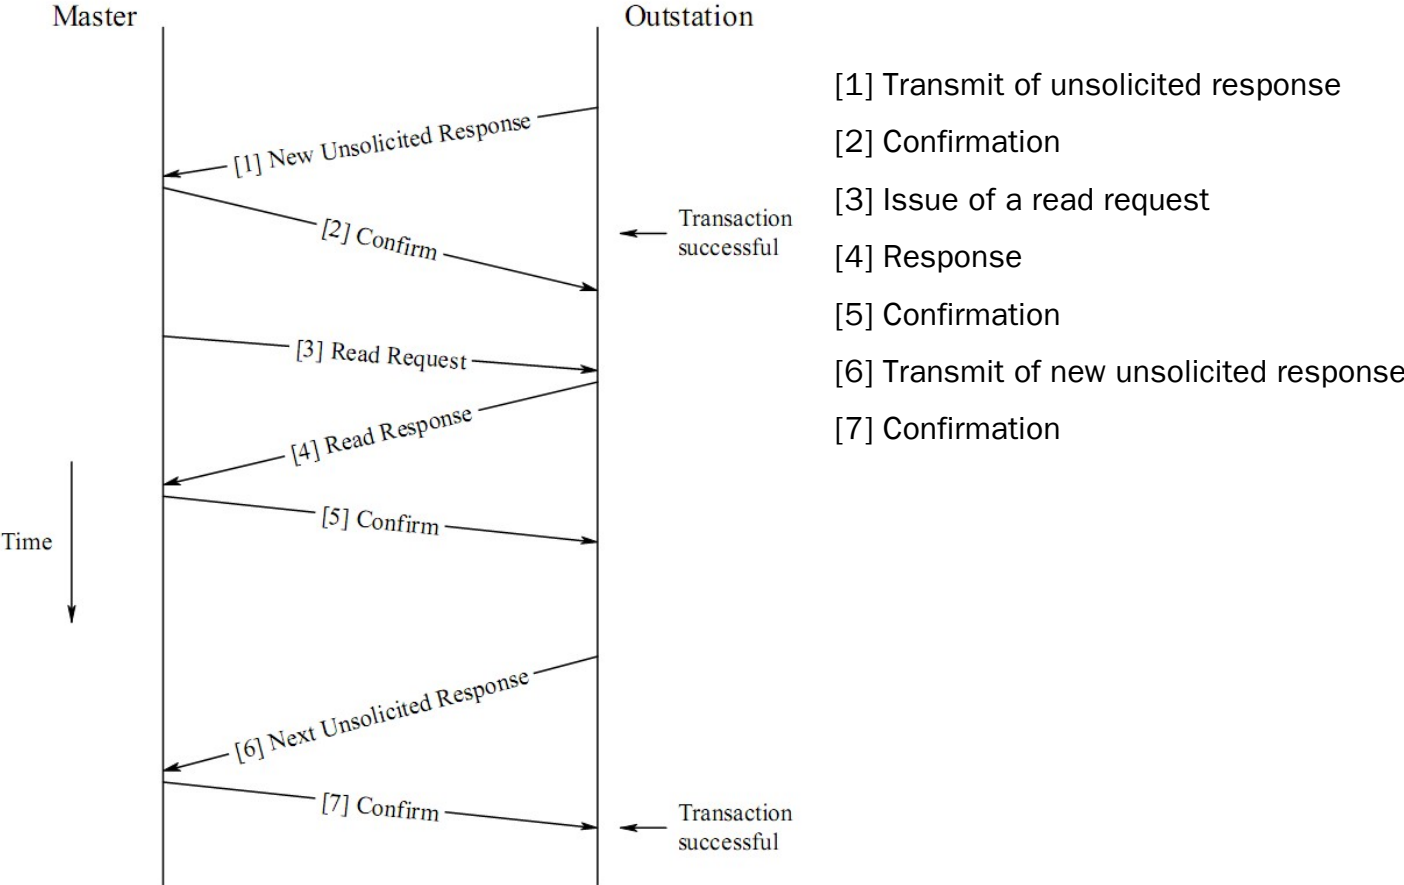 Master
Outstation
[1] New Unsolicited Response
[2] Confirm
Transaction
successful
[3] Read Request
[4] Read Response
[5] Confirm
Time
[6] Next Unsolicited Response
[7] Confirm
Transaction
successful
[1] Transmit of unsolicited response
[2] Confirmation
[3] Issue of a read request
[4] Response
[5] Confirmation
[6] Transmit of new unsolicited response
[7] Confirmation